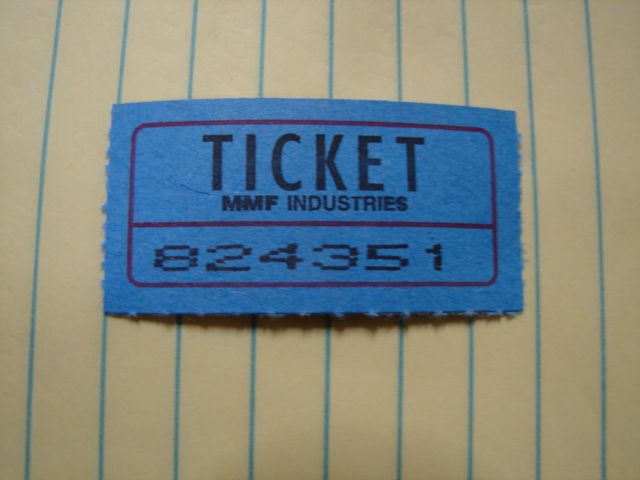 TICKET
MMF INDUSTRIES
824351